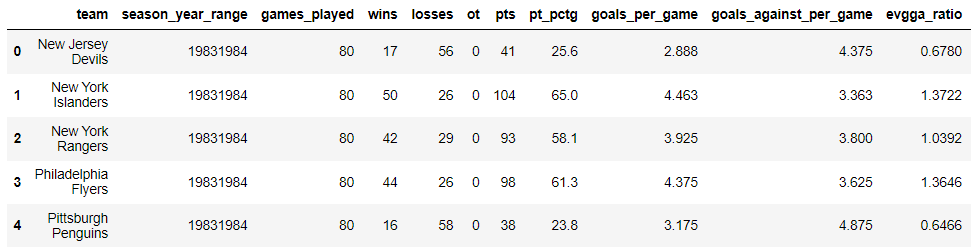 team season_year_range games_played wins losses ot pts pt_pctg goals_per_game goals_against_per_game evgga_ratio
0 New Jersey Devils 19831984 80 17 56 0 41 25.6 2.888 4.375 0.6780
1 New York Islanders 19831984 80 50 26 0 104 65.0 4.463 3.363 1.3722
2 New York Rangers 19831984 80 42 29 0 93 58.1 3.925 3.800 1.0392
3 Philadelphia Flyers 19831984 80 44 26 0 98 61.3 4.375 3.625 1.3646
4 Pittsburgh Penguins 19831984 80 16 58 0 38 23.8 3.175 4.875 0.6466